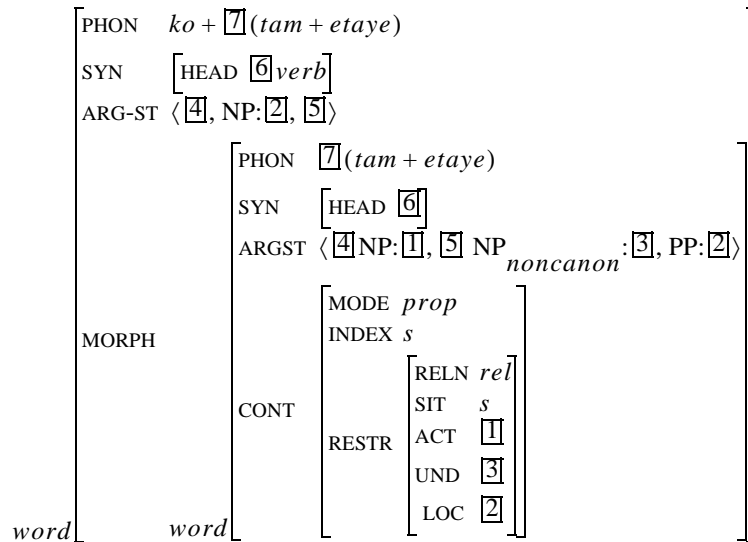 PHON ko + 7 (tam + etaye)
SYN [HEAD 6 verb]
ARG-ST ⟨ 4, NP: 2, 5⟩
PHON 7 (tam + etaye)
SYN [HEAD 6]
ARGST ⟨ 4 NP: 1, 5 NP noncanon : 3, PP: 2⟩
MODE prop
INDEX s
MORPH
RELN rel
SIT s
CONT
ACT 1
RESTR
UND 3
LOC 2
word word